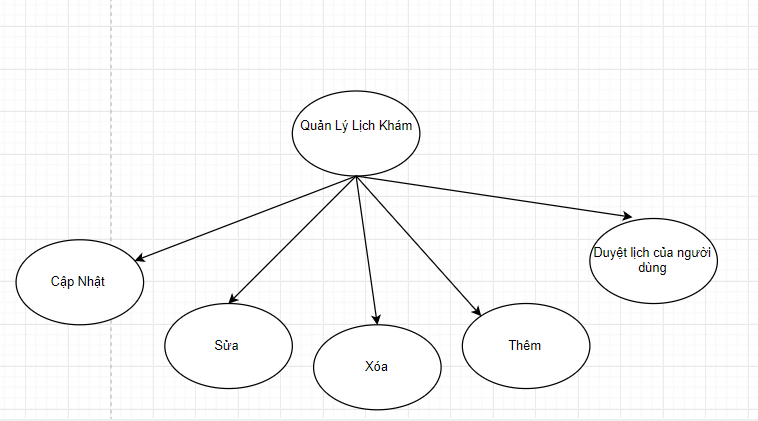 Quản Lý Lịch Khám
Duyệt lịch của người
dùng
Cập Nhật
Sửa
Xóa
Thêm